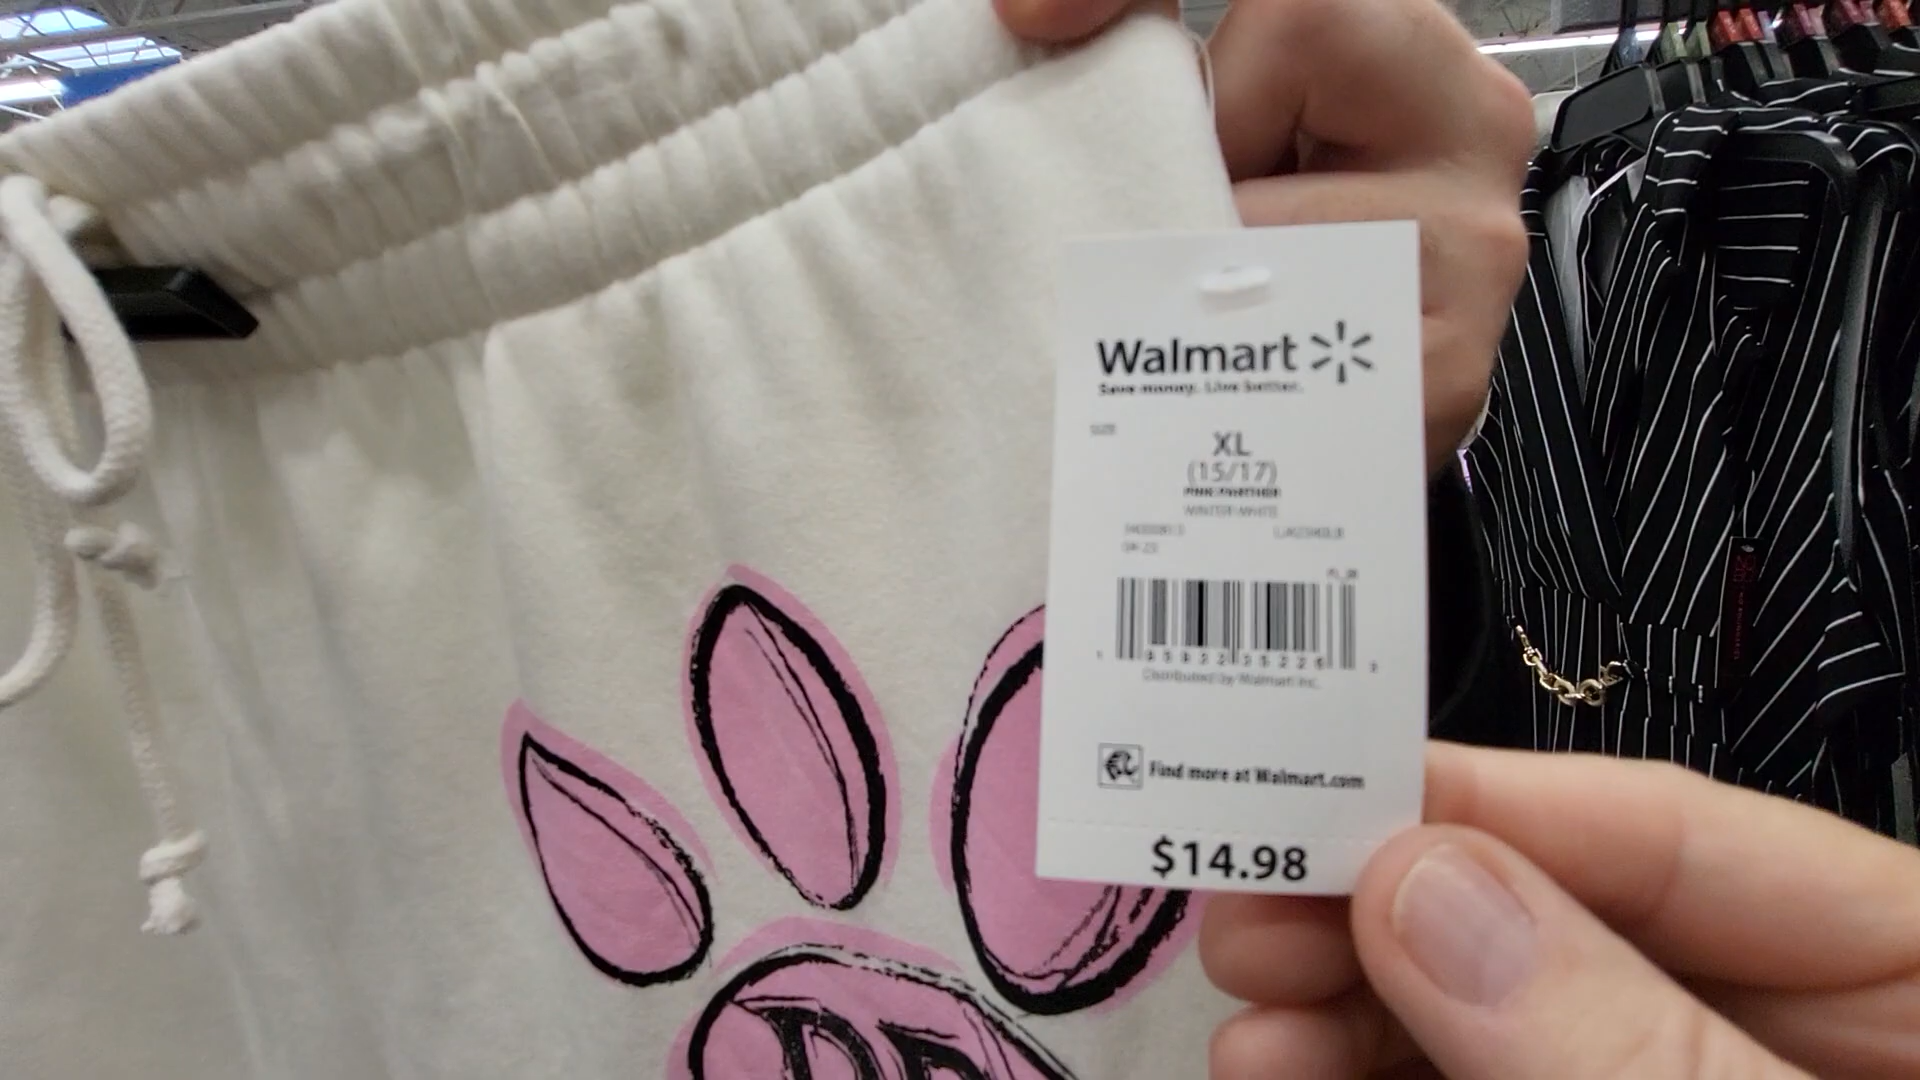 Walmart
Save money. Live better.
SIZE
XL
(15/17)
PINK PANTHER
WINTER WHITE
Distributed by Walmart Inc.
Find more at Walmart.com
$14.98